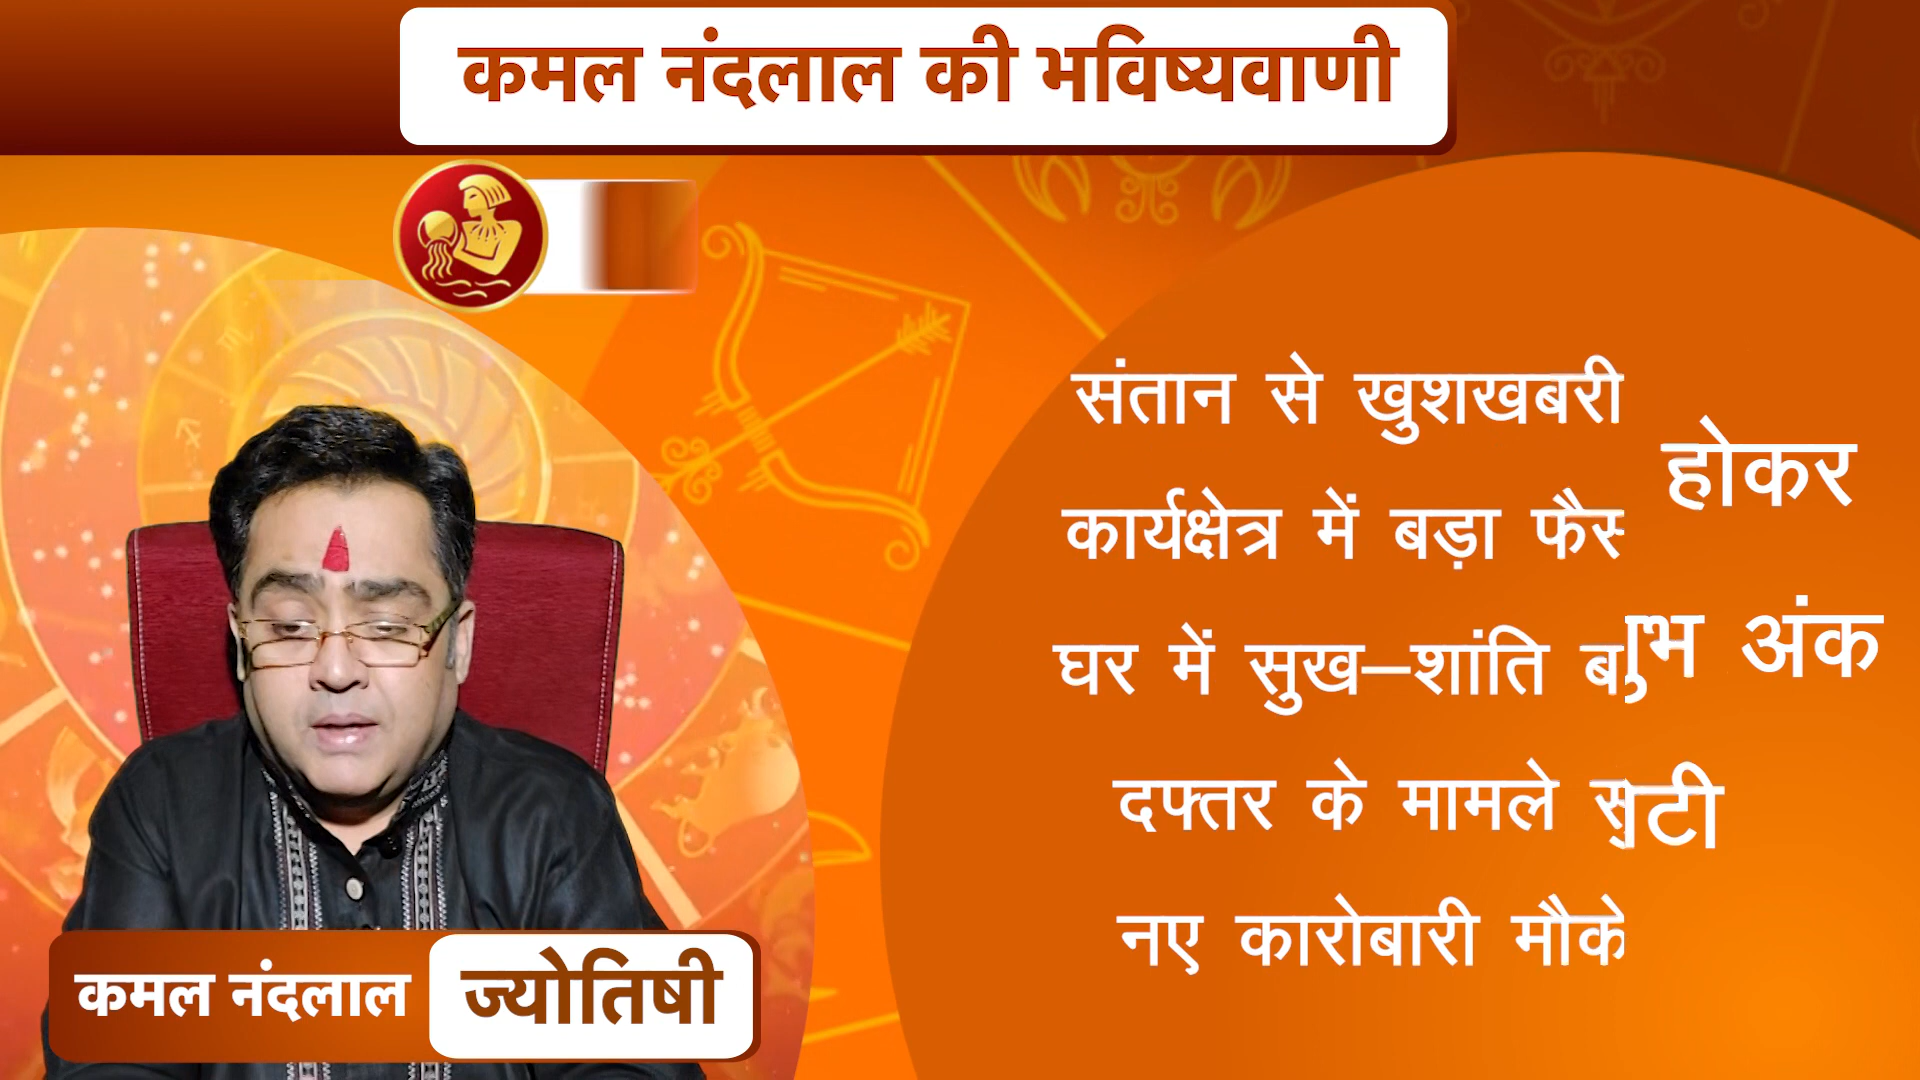 कमल नंदलाल की भविष्यवाणी
संतान से खुशखबरी
होकर
कार्यक्षेत्र में बड़ा
अंक
घर में सुख–शांति
दफ्तर के मामले
नए कारोबारी मौके
कमल नंदलाल ज्योतिषी